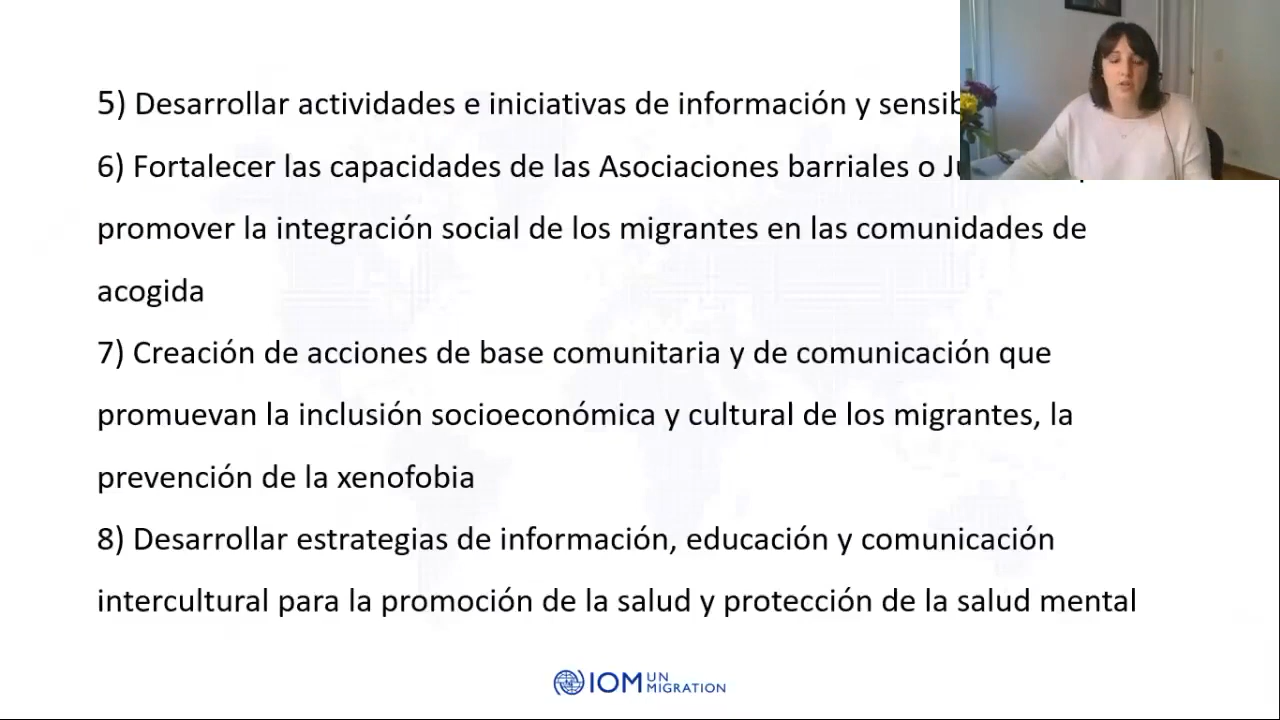 5) Desarrollar actividades e iniciativas de información y
6) Fortalecer las capacidades de las Asociaciones barriales o
promover la integración social de los migrantes en las comunidades de
acogida
7) Creación de acciones de base comunitaria y de comunicación que
promuevan la inclusión socioeconómica y cultural de los migrantes, la
prevención de la xenofobia
8) Desarrollar estrategias de información, educación y comunicación
intercultural para la promoción de la salud y protección de la salud mental
IOM UN MIGRATION